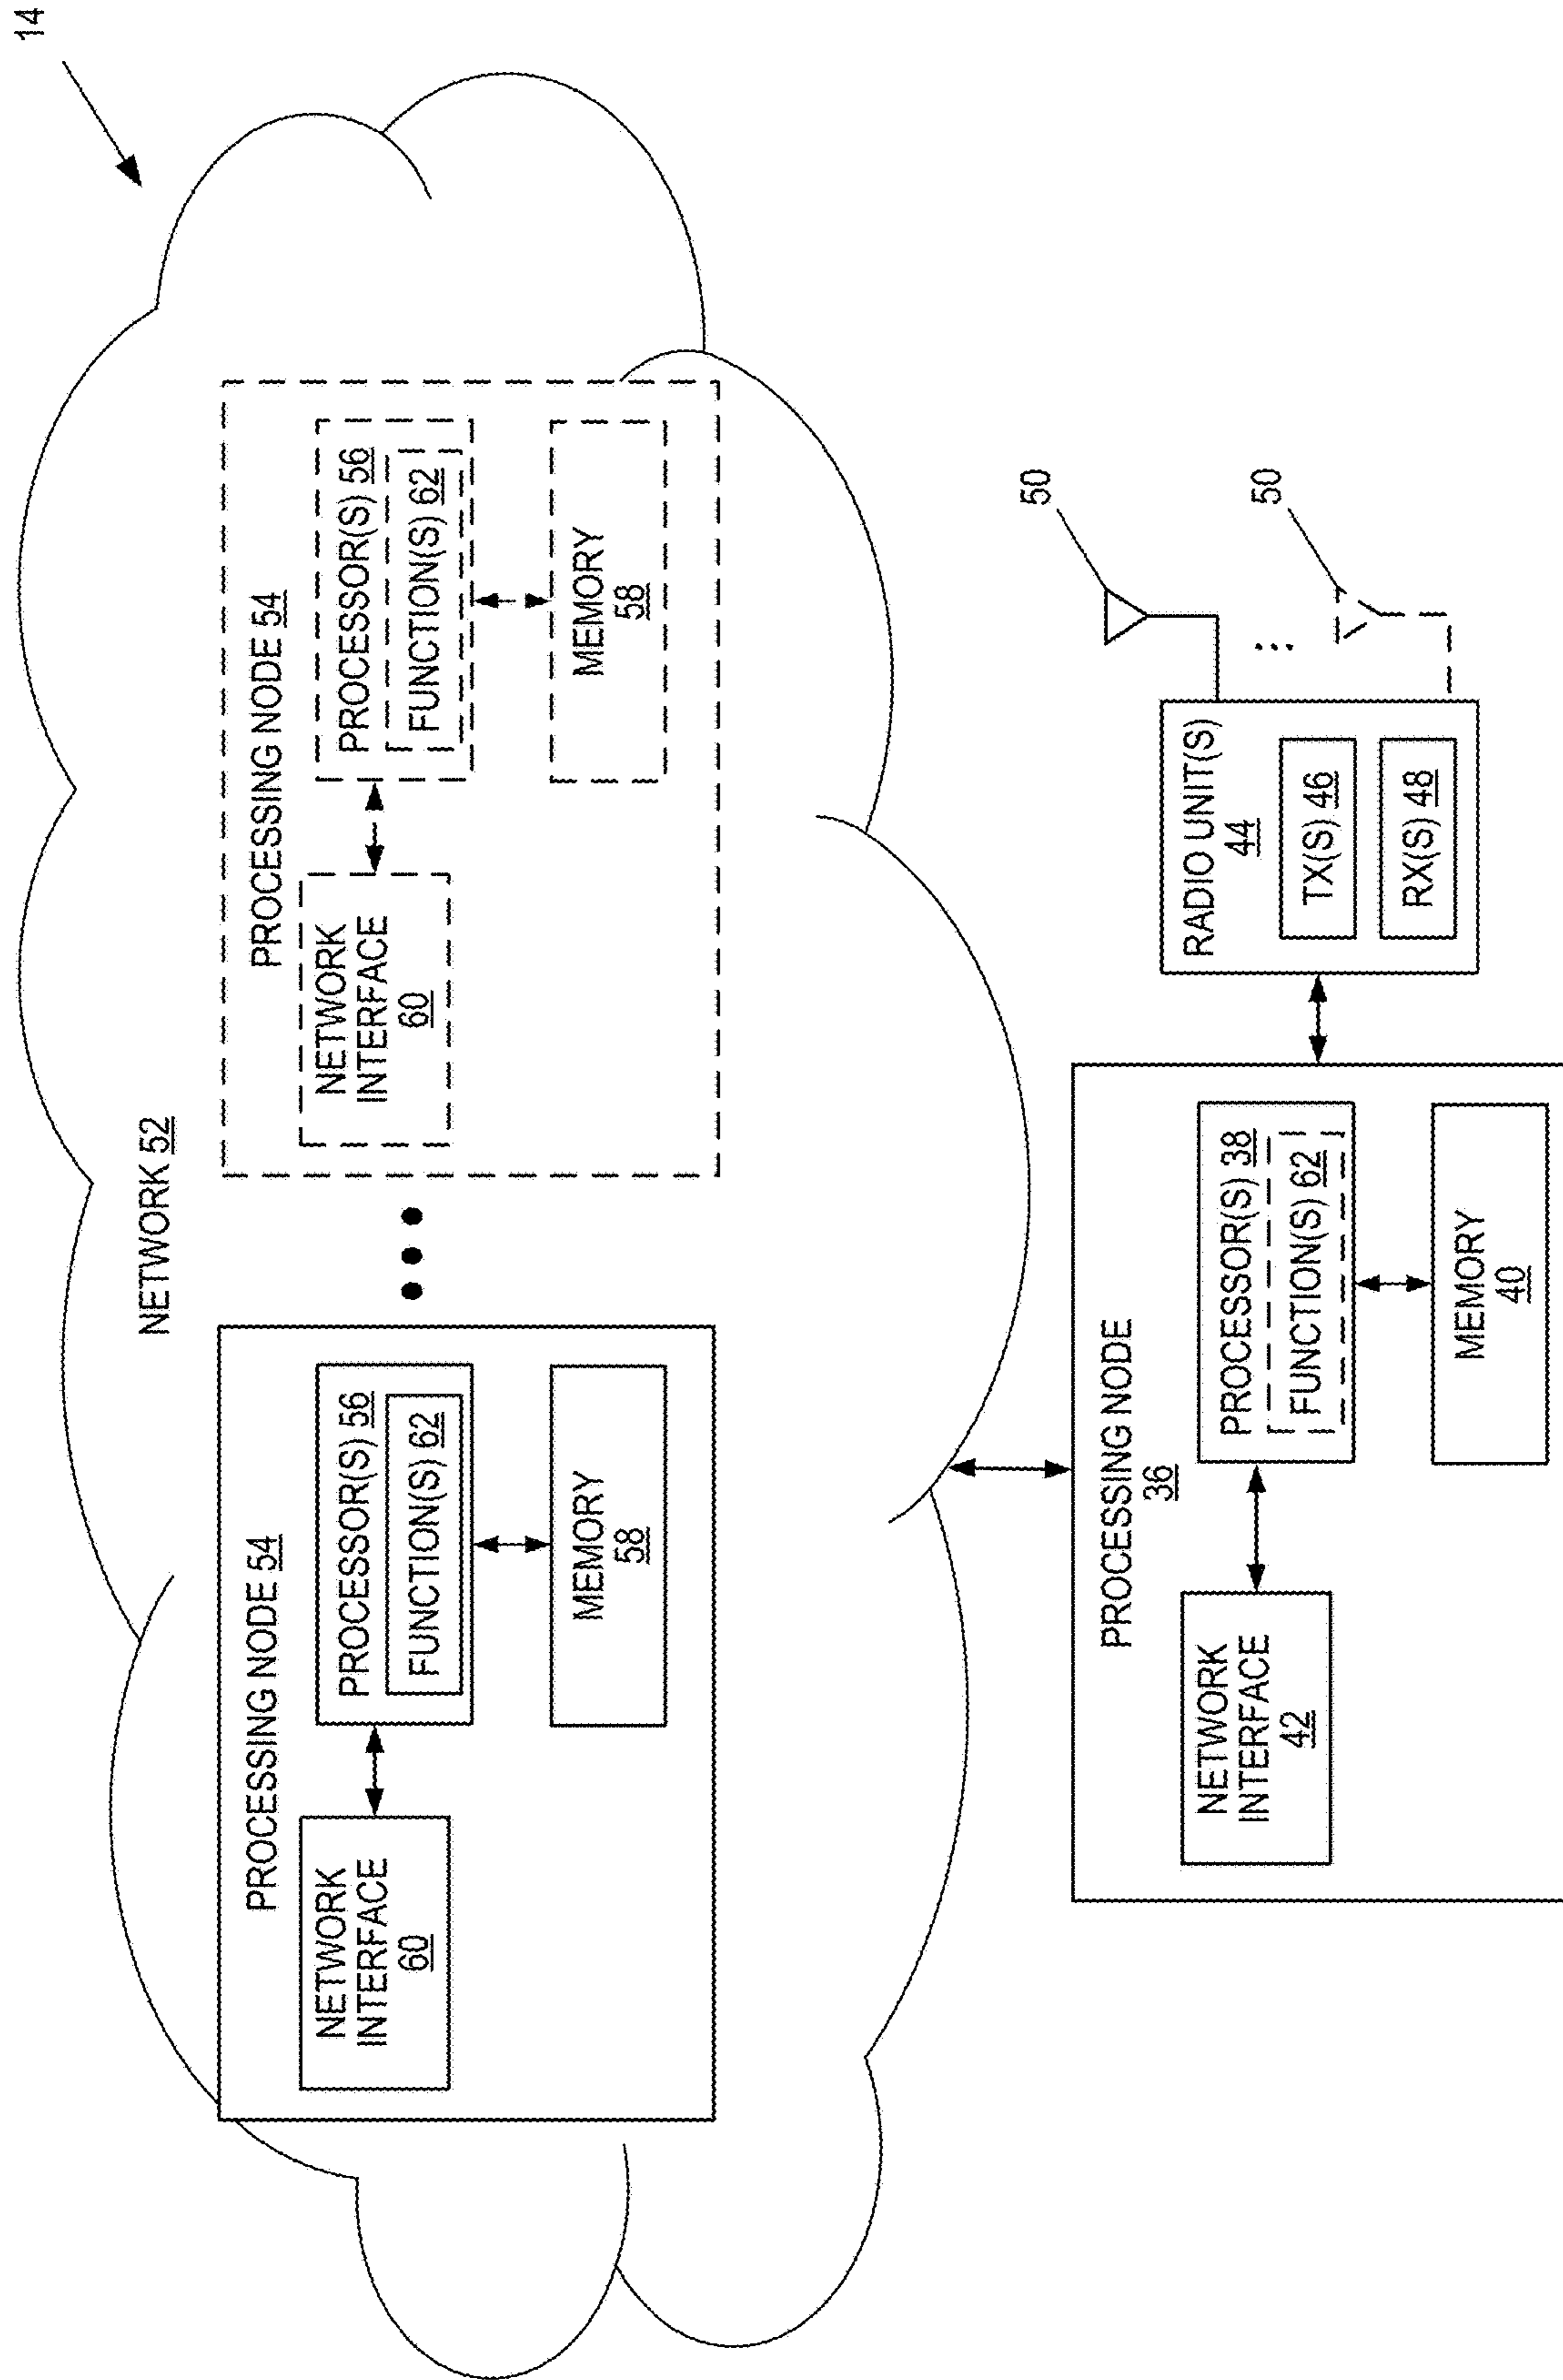 14
NETWORK 52
PROCESSING NODE 54
NETWORK
INTERFACE
60
PROCESSOR(S) 56
FUNCTION(S) 62
MEMORY
58
PROCESSING NODE 54
NETWORK
INTERFACE
60
PROCESSOR(S) 56
FUNCTION(S) 62
MEMORY
58
PROCESSING NODE
36
NETWORK
INTERFACE
42
PROCESSOR(S) 38
FUNCTION(S) 62
MEMORY
40
RADIO UNIT(S)
44
TX(S) 46
RX(S) 48
50
50